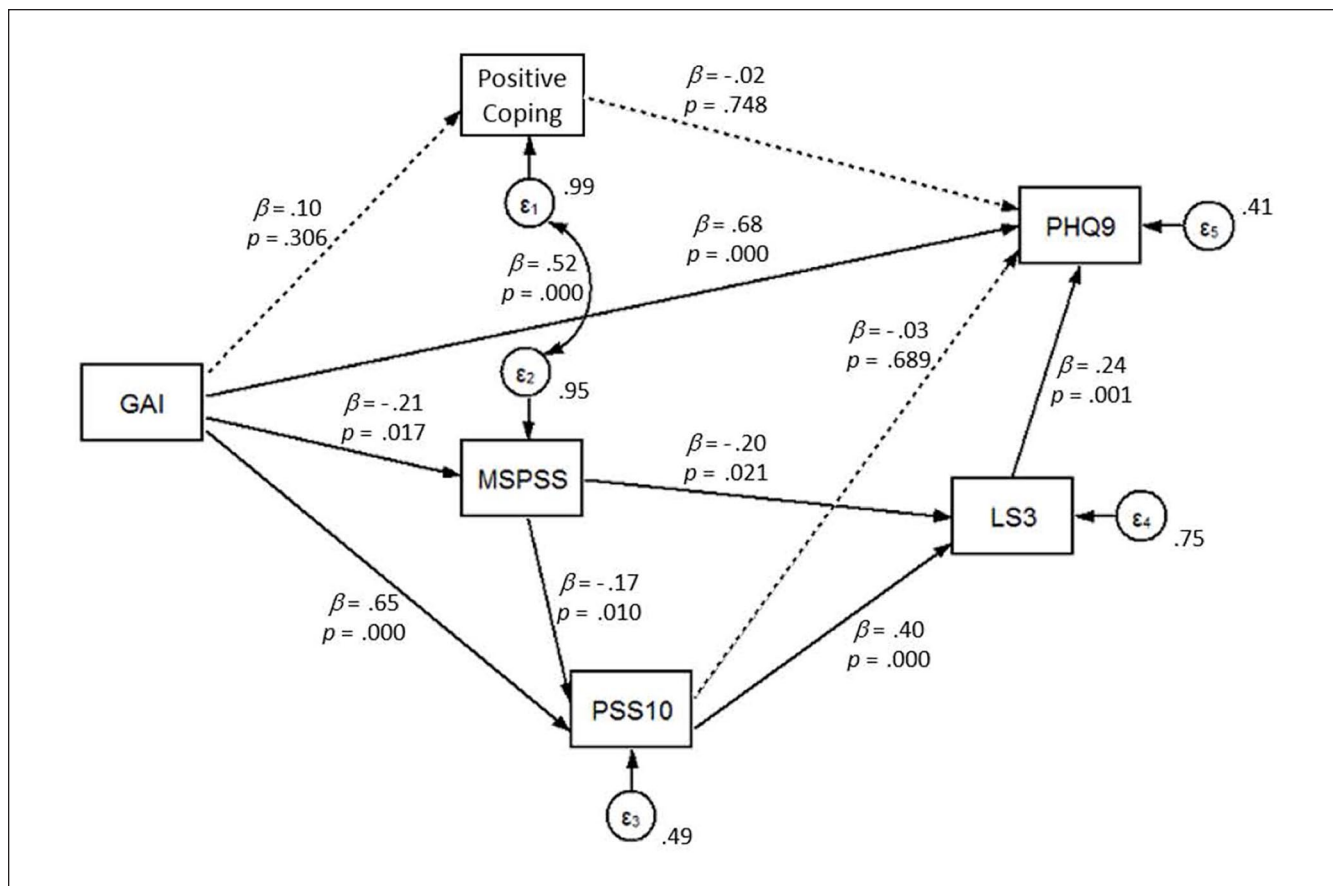 Positive
Coping
β = -.02
p = .748
ε1
.99
β = .10
p = .306
β = .68
p = .000
PHQ9
ε5
.41
β = .52
p = .000
β = -.03
p = .689
ε2
.95
GAI
β = -.21
p = .017
β = .24
p = .001
MSPSS
β = -.20
p = .021
LS3
ε4
.75
β = -.17
p = .010
β = .65
p = .000
β = .40
p = .000
PSS10
ε3
.49